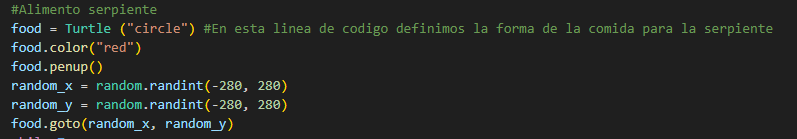 #Alimento serpiente
food = Turtle ("circle") #En esta linea de codigo definimos la forma de la comida para la serpiente
food.color("red")
food.penup()
random_x = random.randint(-280, 280)
random_y = random.randint(-280, 280)
food.goto(random_x, random_y)